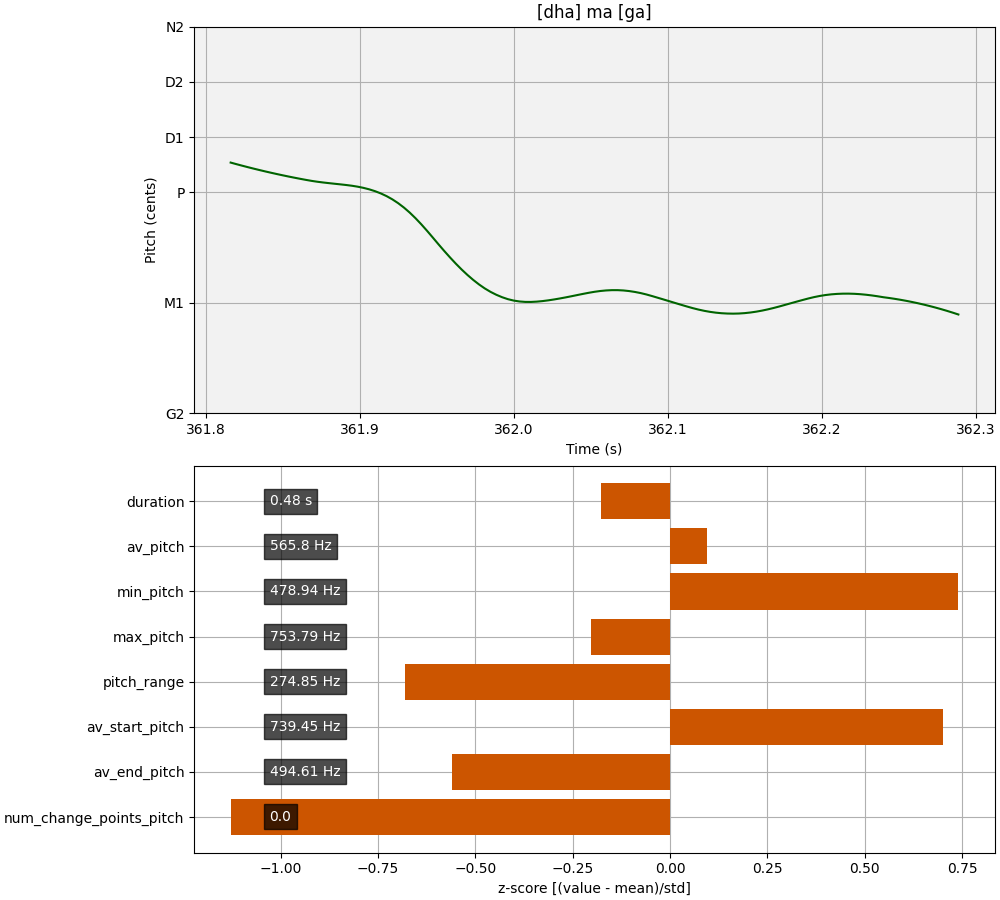 [dha] ma [ga]
N2
D2
D1
P
M1
G2
Pitch (cents)
361.8 361.9 362.0 362.1 362.2 362.3
Time (s)
duration 0.48 s
av_pitch 565.8 Hz
min_pitch 478.94 Hz
max_pitch 753.79 Hz
pitch_range 274.85 Hz
av_start_pitch 739.45 Hz
av_end_pitch 494.61 Hz
num_change_points_pitch 0.0
−1.00 −0.75 −0.50 −0.25 0.00 0.25 0.50 0.75
z-score [(value - mean)/std]